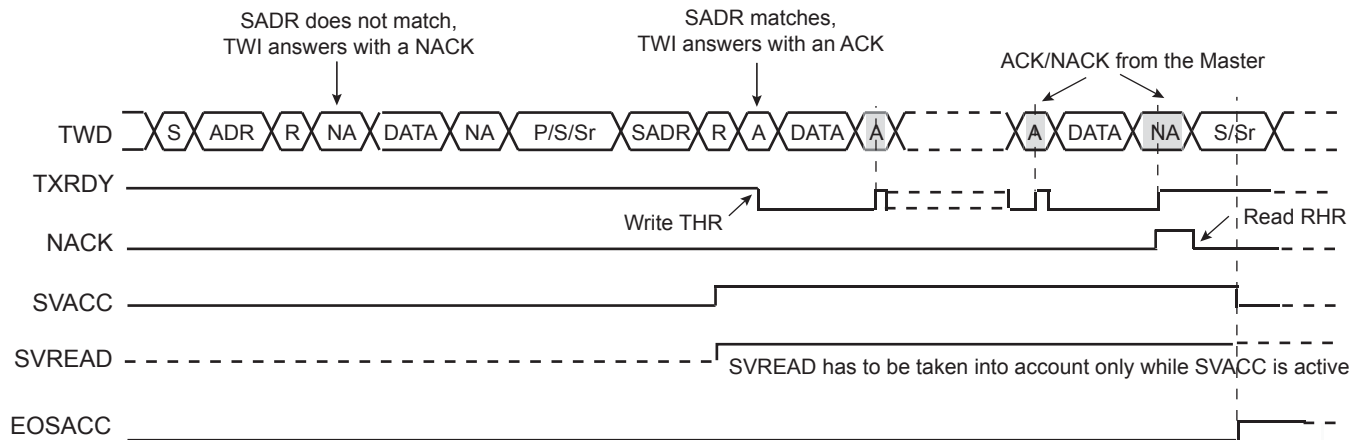 SADR does not match,
TWI answers with a NACK
SADR matches,
TWI answers with an ACK
ACK/NACK from the Master
TWD S ADR R NA DATA NA P/S/Sr SADR R A DATA A A DATA NA S/Sr
TXRDY
Write THR
Read RHR
NACK
SVACC
SVREAD
SVREAD has to be taken into account only while SVACC is active
EOSACC